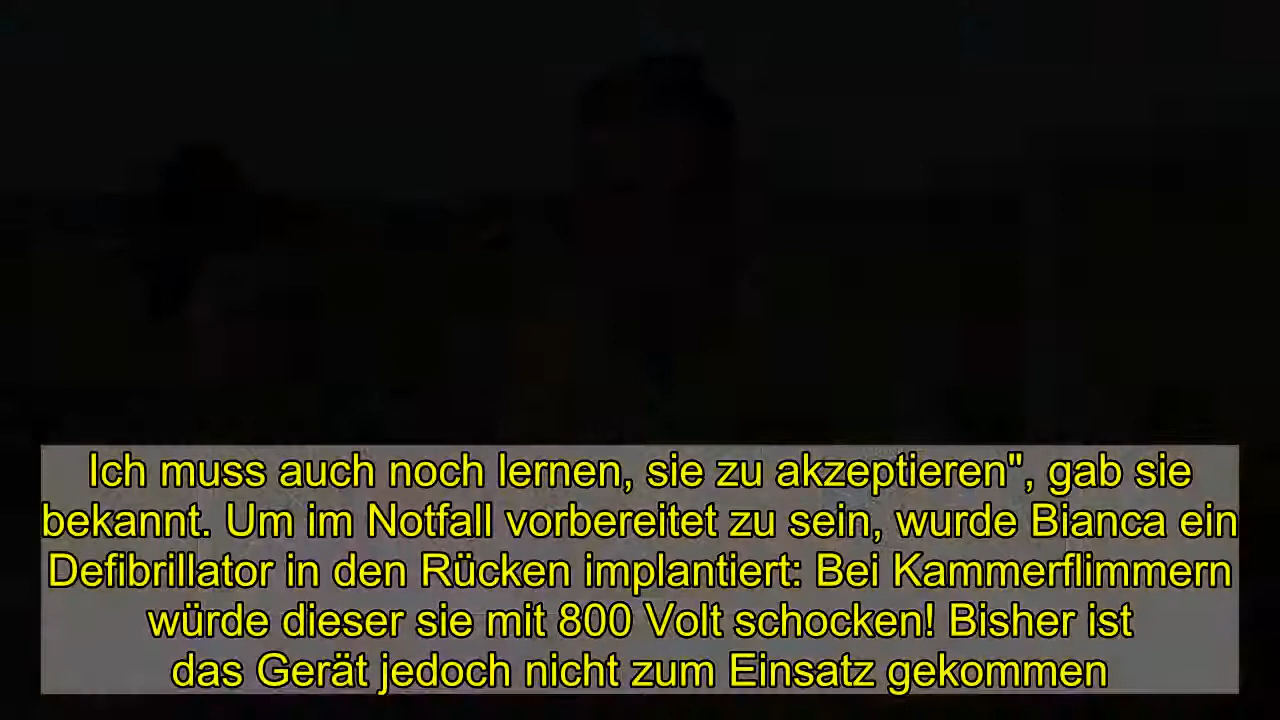 Ich muss auch noch lernen, sie zu akzeptieren", gab sie
bekannt. Um im Notfall vorbereitet zu sein, wurde Bianca ein
Defibrillator in den Rücken implantiert: Bei Kammerflimmern
würde dieser sie mit 800 Volt schocken! Bisher ist
das Gerät jedoch nicht zum Einsatz gekommen